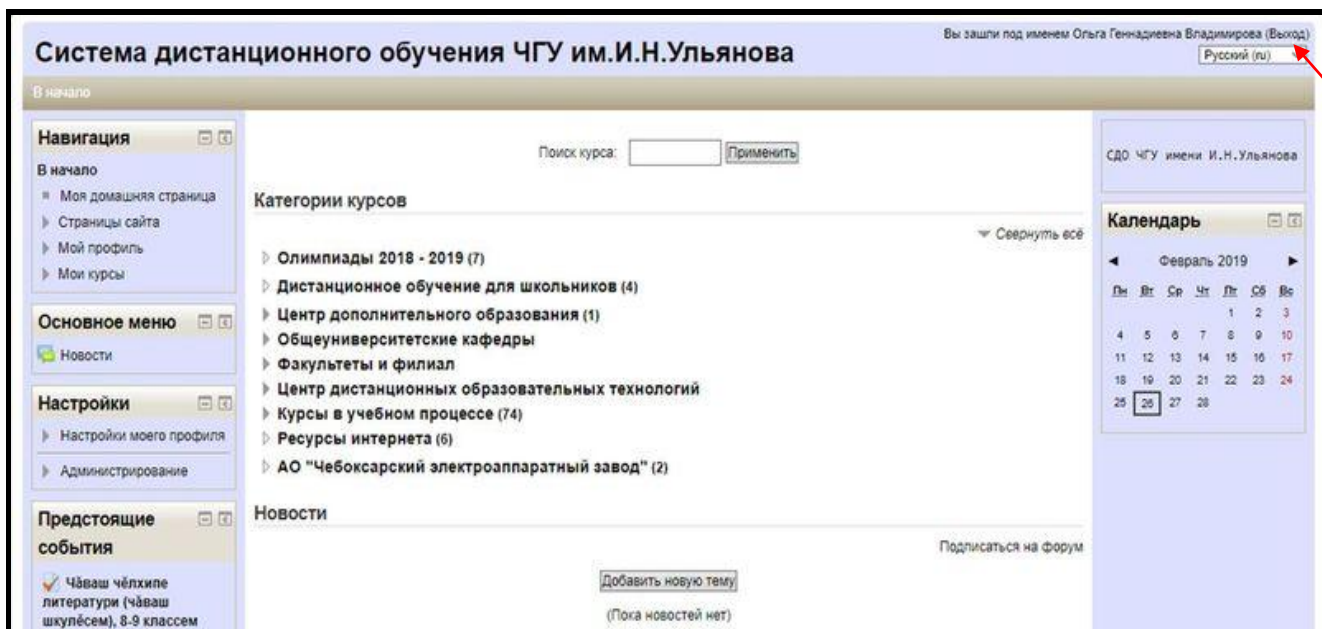 Система дистанционного обучения ЧГУ им.И.Н.Ульянова
Вы зашли под именем Ольга Геннадиевна Владимирова (Выход)
Русский (ru)
В начало
Навигация
В начало
Моя домашняя страница
Страницы сайта
Мой профиль
Мои курсы
Основное меню
Новости
Настройки
Настройки моего профиля
Администрирование
Предстоящие
события
Чӑваш чӗлхипе
литератури (чӑваш
шкулӗсем), 8-9 классем
Поиск курса:
Применить
Категории курсов
Свернуть всё
Олимпиады 2018 - 2019 (7)
Дистанционное обучение для школьников (4)
Центр дополнительного образования (1)
Общеуниверситетские кафедры
Факультеты и филиал
Центр дистанционных образовательных технологий
Курсы в учебном процессе (74)
Ресурсы интернета (6)
АО "Чебоксарский электроаппаратный завод" (2)
Новости
Подписаться на форум
Добавить новую тему
(Пока новостей нет)
СДО ЧГУ имени И.Н.Ульянова
Календарь
◄ Февраль 2019 ►
Пн Вт Ср Чт Пт Сб Вс
1 2 3
4 5 6 7 8 9 10
11 12 13 14 15 16 17
18 19 20 21 22 23 24
25 26 27 28